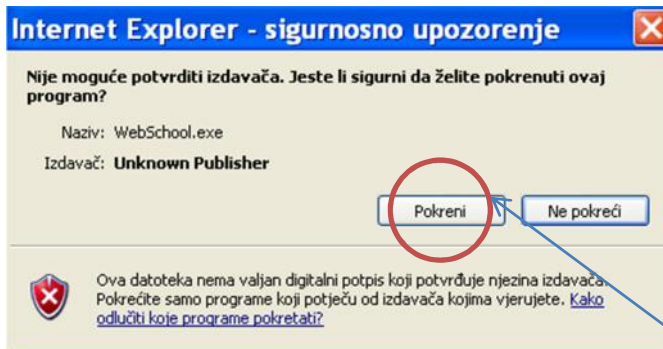 Internet Explorer - sigurnosno upozorenje
Nije moguće potvrditi izdavača. Jeste li sigurni da želite pokrenuti ovaj
program?
Naziv: WebSchool.exe
Izdavač: Unknown Publisher
Pokreni Ne pokreći
Ova datoteka nema valjan digitalni potpis koji potvrđuje njezina izdavača.
Pokrećite samo programe koji potječu od izdavača kojima vjerujete. Kako
odlučiti koje programe pokretati?